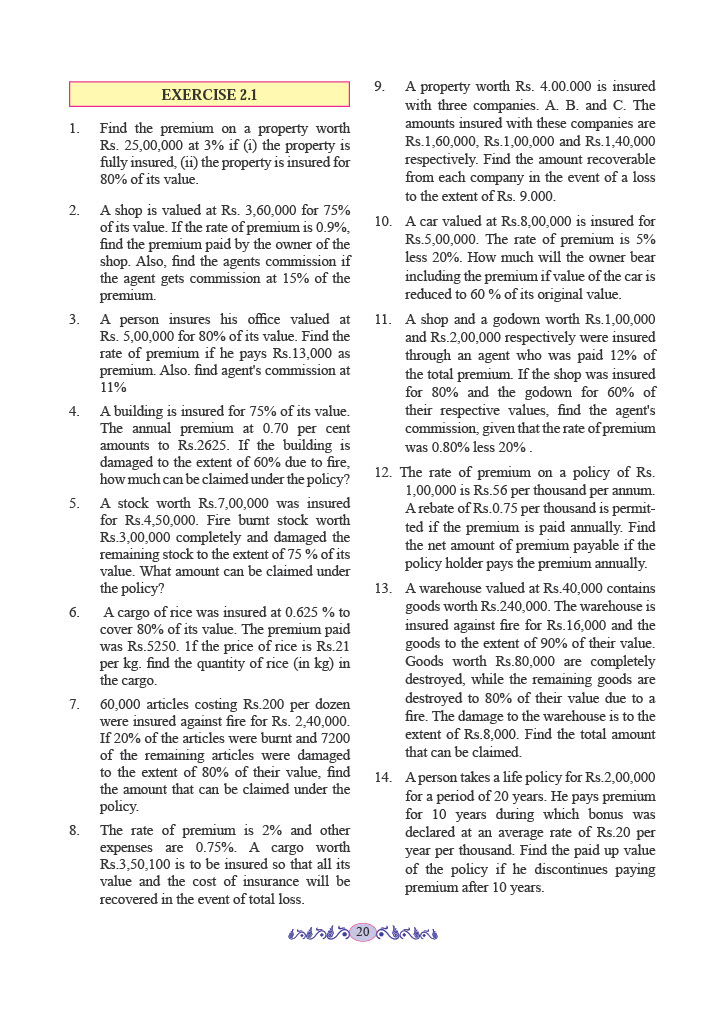 EXERCISE 2.1
1. Find the premium on a property worth
Rs. 25,00,000 at 3% if (i) the property is
fully insured, (ii) the property is insured for
80% of its value.
2. A shop is valued at Rs. 3,60,000 for 75%
of its value. If the rate of premium is 0.9%,
find the premium paid by the owner of the
shop. Also, find the agents commission if
the agent gets commission at 15% of the
premium.
3. A person insures his office valued at
Rs. 5,00,000 for 80% of its value. Find the
rate of premium if he pays Rs.13,000 as
premium. Also. find agent's commission at
11%
4. A building is insured for 75% of its value.
The annual premium at 0.70 per cent
amounts to Rs.2625. If the building is
damaged to the extent of 60% due to fire,
how much can be claimed under the policy?
5. A stock worth Rs.7,00,000 was insured
for Rs.4,50,000. Fire burnt stock worth
Rs.3,00,000 completely and damaged the
remaining stock to the extent of 75 % of its
value. What amount can be claimed under
the policy?
6. A cargo of rice was insured at 0.625 % to
cover 80% of its value. The premium paid
was Rs.5250. 1f the price of rice is Rs.21
per kg. find the quantity of rice (in kg) in
the cargo.
7. 60,000 articles costing Rs.200 per dozen
were insured against fire for Rs. 2,40,000.
If 20% of the articles were burnt and 7200
of the remaining articles were damaged
to the extent of 80% of their value, find
the amount that can be claimed under the
policy.
8. The rate of premium is 2% and other
expenses are 0.75%. A cargo worth
Rs.3,50,100 is to be insured so that all its
value and the cost of insurance will be
recovered in the event of total loss.
9. A property worth Rs. 4.00.000 is insured
with three companies. A. B. and C. The
amounts insured with these companies are
Rs.1,60,000, Rs.1,00,000 and Rs.1,40,000
respectively. Find the amount recoverable
from each company in the event of a loss
to the extent of Rs. 9.000.
10. A car valued at Rs.8,00,000 is insured for
Rs.5,00,000. The rate of premium is 5%
less 20%. How much will the owner bear
including the premium if value of the car is
reduced to 60 % of its original value.
11. A shop and a godown worth Rs.1,00,000
and Rs.2,00,000 respectively were insured
through an agent who was paid 12% of
the total premium. If the shop was insured
for 80% and the godown for 60% of
their respective values, find the agent's
commission, given that the rate of premium
was 0.80% less 20% .
12. The rate of premium on a policy of Rs.
1,00,000 is Rs.56 per thousand per annum.
A rebate of Rs.0.75 per thousand is permit-
ted if the premium is paid annually. Find
the net amount of premium payable if the
policy holder pays the premium annually.
13. A warehouse valued at Rs.40,000 contains
goods worth Rs.240,000. The warehouse is
insured against fire for Rs.16,000 and the
goods to the extent of 90% of their value.
Goods worth Rs.80,000 are completely
destroyed, while the remaining goods are
destroyed to 80% of their value due to a
fire. The damage to the warehouse is to the
extent of Rs.8,000. Find the total amount
that can be claimed.
14. A person takes a life policy for Rs.2,00,000
for a period of 20 years. He pays premium
for 10 years during which bonus was
declared at an average rate of Rs.20 per
year per thousand. Find the paid up value
of the policy if he discontinues paying
premium after 10 years.
20